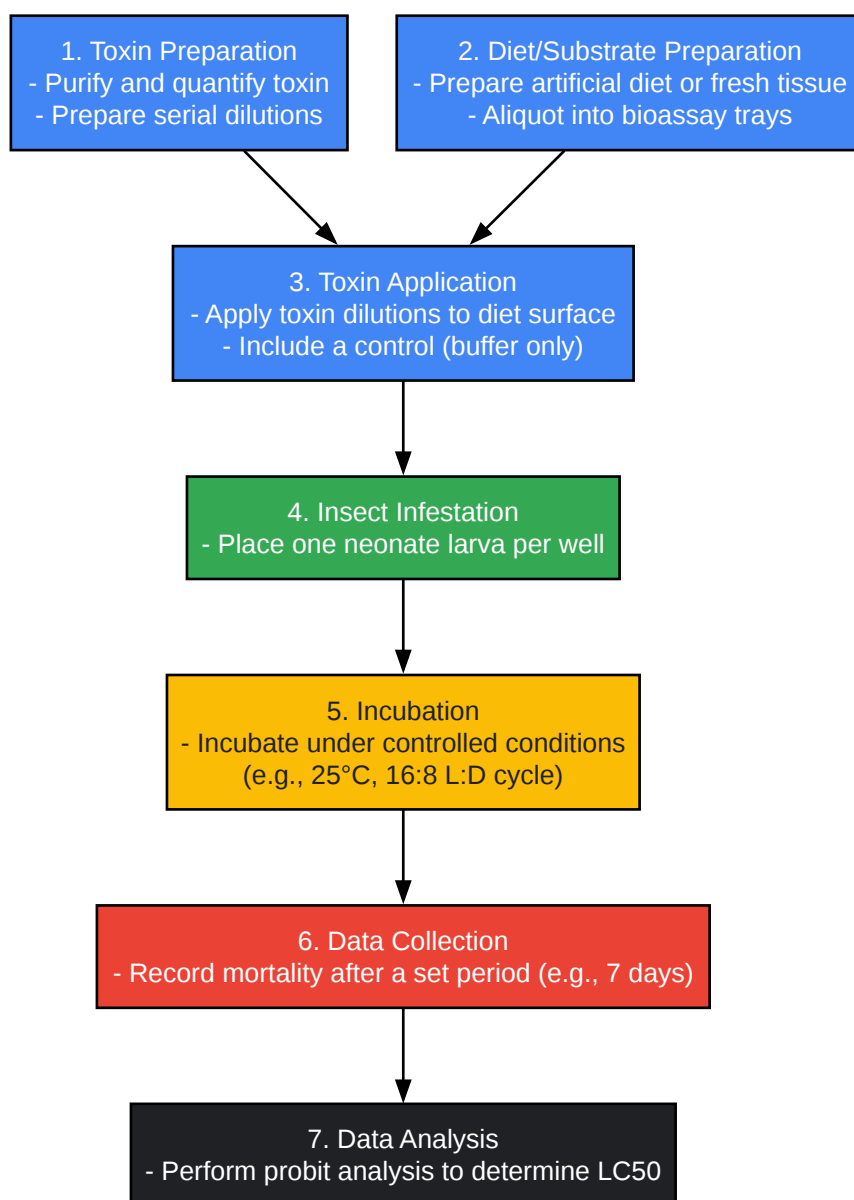 1. Toxin Preparation
- Purify and quantify toxin
- Prepare serial dilutions
2. Diet/Substrate Preparation
- Prepare artificial diet or fresh tissue
- Aliquot into bioassay trays
3. Toxin Application
- Apply toxin dilutions to diet surface
- Include a control (buffer only)
4. Insect Infestation
- Place one neonate larva per well
5. Incubation
- Incubate under controlled conditions
(e.g., 25°C, 16:8 L:D cycle)
6. Data Collection
- Record mortality after a set period (e.g., 7 days)
7. Data Analysis
- Perform probit analysis to determine LC50